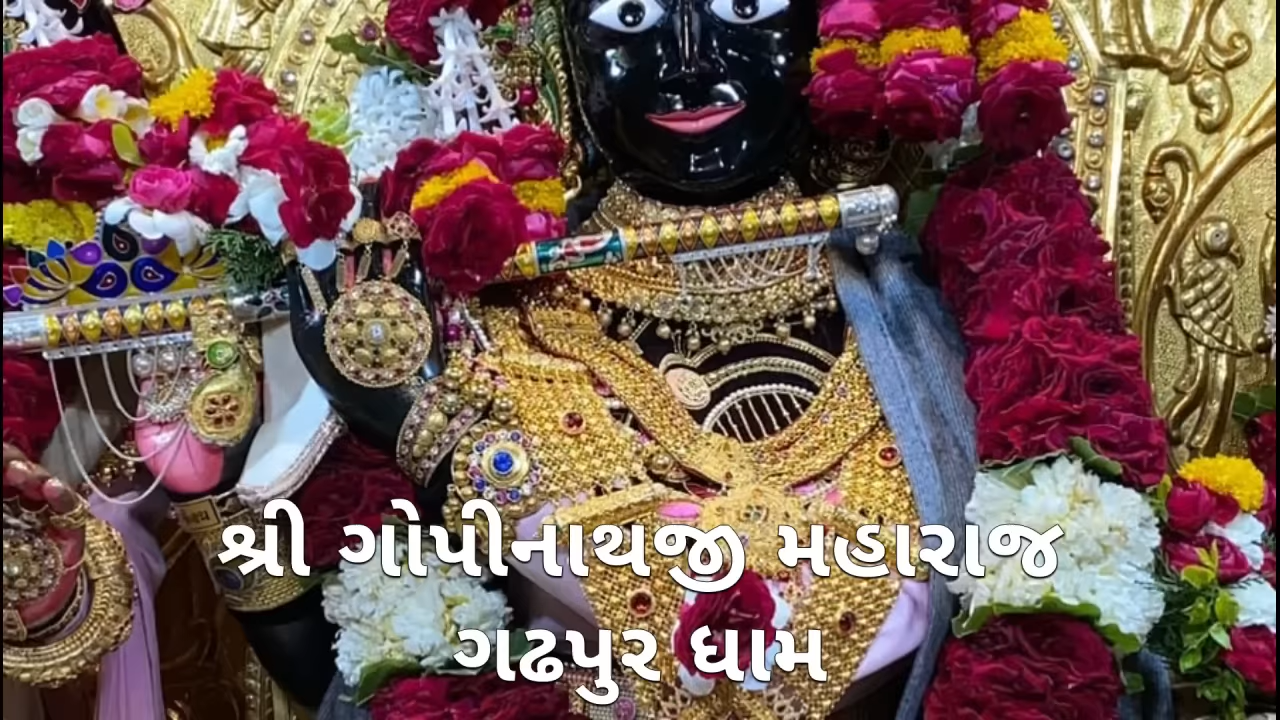 શ્રી ગોપીનાથજી મહારાજ
ગઢપુર ધામ